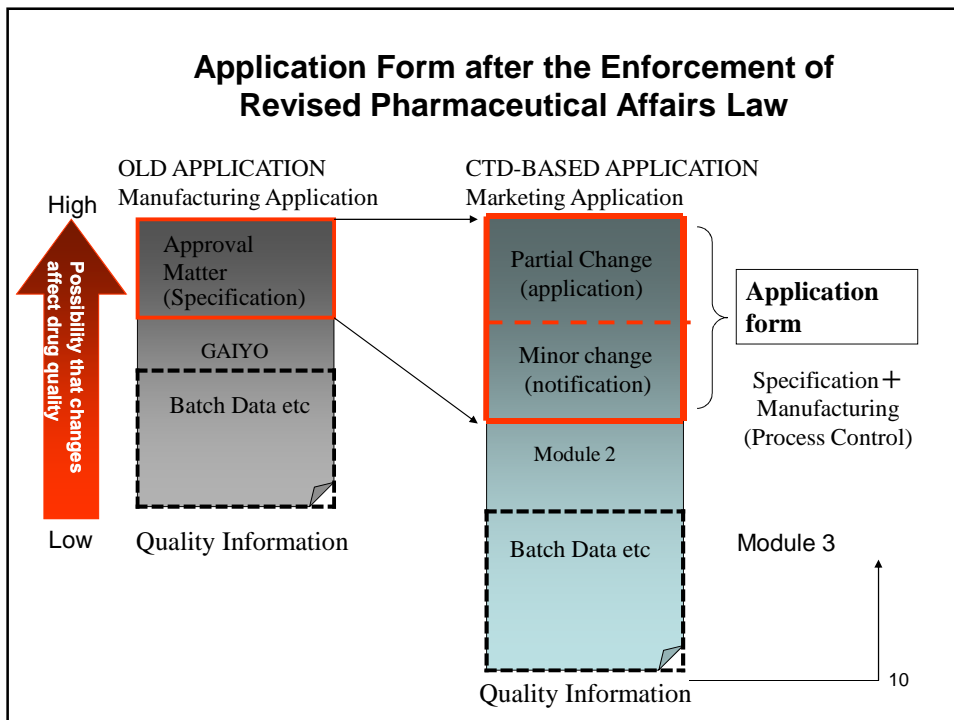 Application Form after the Enforcement of
Revised Pharmaceutical Affairs Law
OLD APPLICATION
Manufacturing Application
CTD-BASED APPLICATION
Marketing Application
High
Possibility that changes
affect drug quality
Low
Approval
Matter
(Specification)
GAIYO
Batch Data etc
Quality Information
Partial Change
(application)
Minor change
(notification)
Module 2
Batch Data etc
Quality Information
Application
form
Specification＋
Manufacturing
(Process Control)
Module 3
10